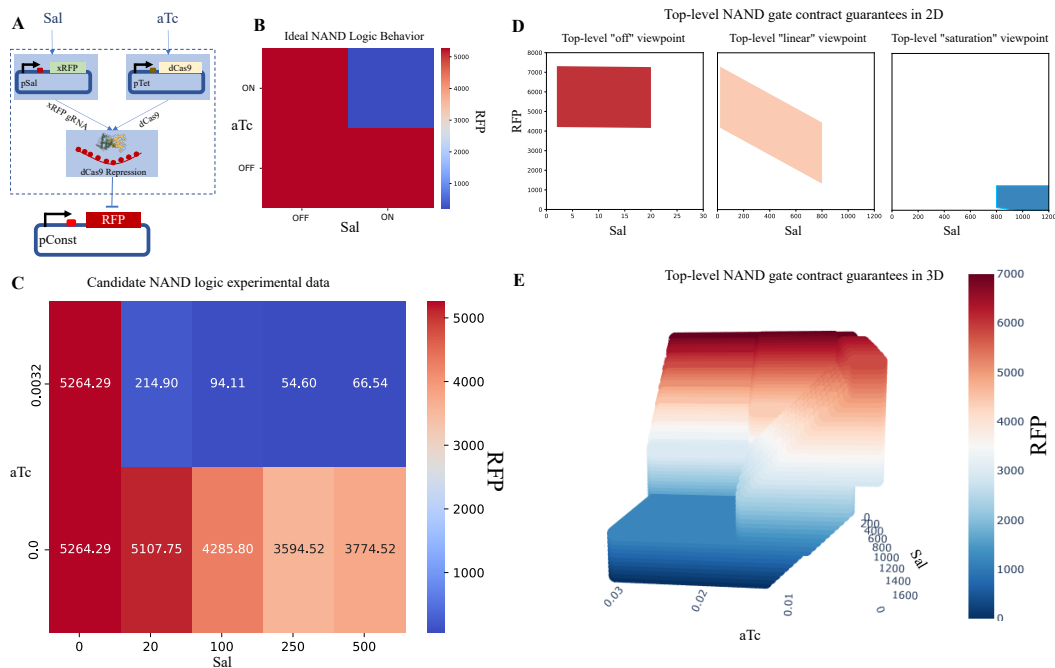 A
Sal
aTc
xRFP
pSal
dCas9
pTet
xRFP gRNA
dCas9
dCas9 Repression
RFP
pConst
B
Ideal NAND Logic Behavior
ON
aTc
OFF
OFF
ON
Sal
5000
4000
3000
2000
1000
RFP
C
Candidate NAND logic experimental data
0.0032
5264.29 214.90 94.11 54.60 66.54
aTc
0.0
5264.29 5107.75 4285.80 3594.52 3774.52
0 20 100 250 500
Sal
5000
4000
3000
2000
1000
RFP
D
Top-level NAND gate contract guarantees in 2D
Top-level "off" viewpoint
Top-level "linear" viewpoint
Top-level "saturation" viewpoint
8000
7000
6000
5000
4000
3000
2000
1000
0
RFP
0 5 10 15 20 25 30
Sal
0 200 400 600 800 1000 1200
Sal
0 200 400 600 800 1000 1200
Sal
E
Top-level NAND gate contract guarantees in 3D
0
200
400
600
800
1000
1200
1400
1600
Sal
0.03
0.02
0.01
0
aTc
7000
6000
5000
4000
3000
2000
1000
0
RFP